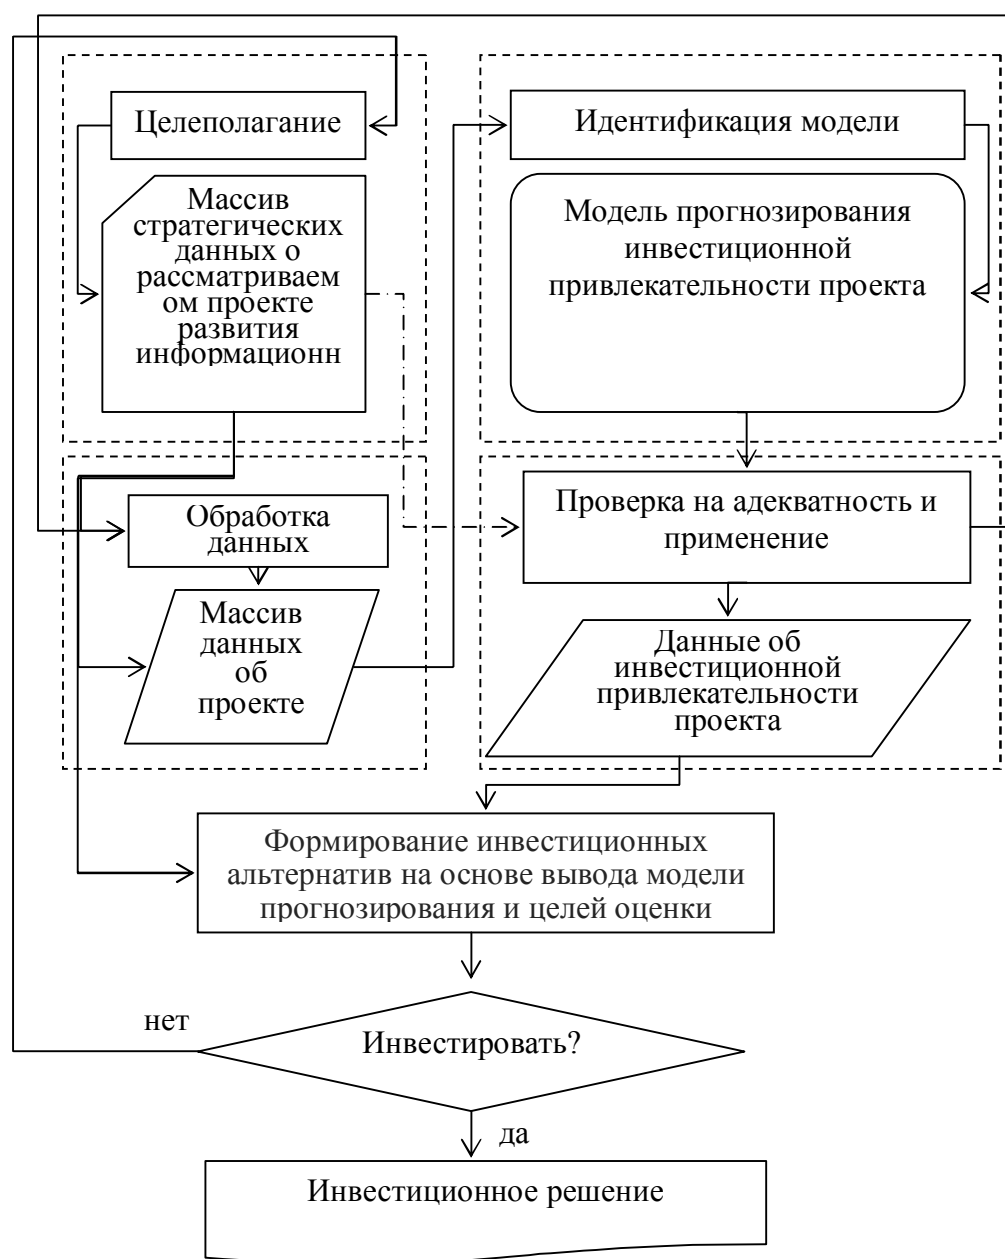 Целеполагание
Массив
стратегических
данных о
рассматриваем
ом проекте
развития
информационн
Идентификация модели
Модель прогнозирования
инвестиционной
привлекательности проекта
Обработка
данных
Массив
данных
об
проекте
Проверка на адекватность и
применение
Данные об
инвестиционной
привлекательности
проекта
Формирование инвестиционных
альтернатив на основе вывода модели
прогнозирования и целей оценки
нет
Инвестировать?
да
Инвестиционное решение